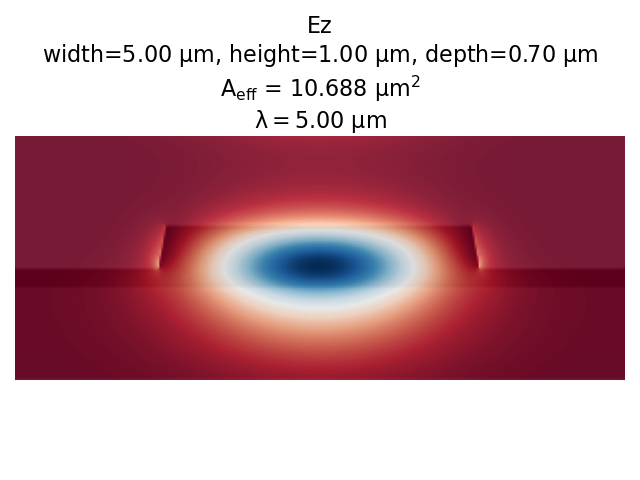 Ez
width=5.00 μm, height=1.00 μm, depth=0.70 μm
A_eff = 10.688 μm²
λ = 5.00 μm